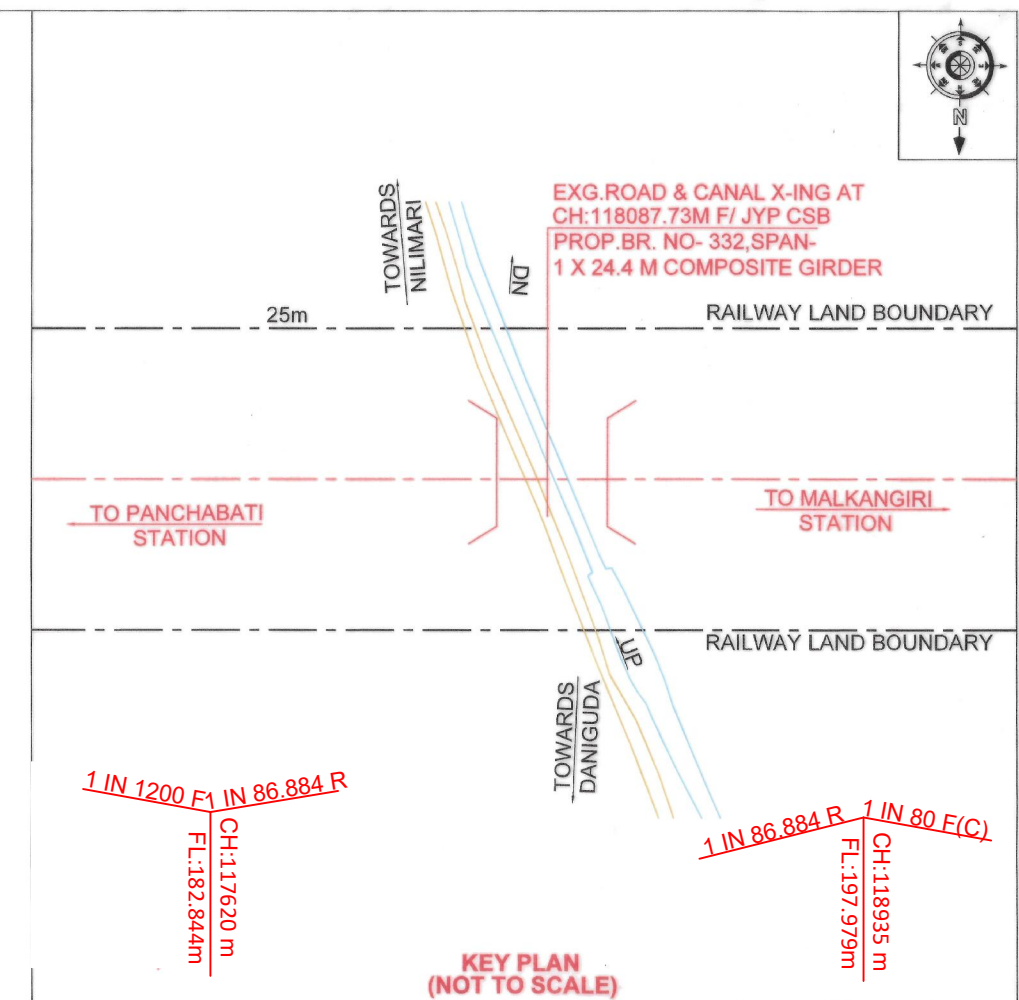 N
EXG.ROAD & CANAL X-ING AT
CH:118087.73M F/ JYP CSB
PROP.BR. NO- 332,SPAN-
1 X 24.4 M COMPOSITE GIRDER
TOWARDS
NILIMARI
DN
25m
RAILWAY LAND BOUNDARY
TO PANCHABATI
STATION
TO MALKANGIRI
STATION
RAILWAY LAND BOUNDARY
UP
TOWARDS
DANIGUDA
1 IN 1200 F
1 IN 86.884 R
CH:117620 m
FL:182.844m
1 IN 86.884 R
1 IN 80 F(C)
CH:118935 m
FL:197.979m
KEY PLAN
(NOT TO SCALE)